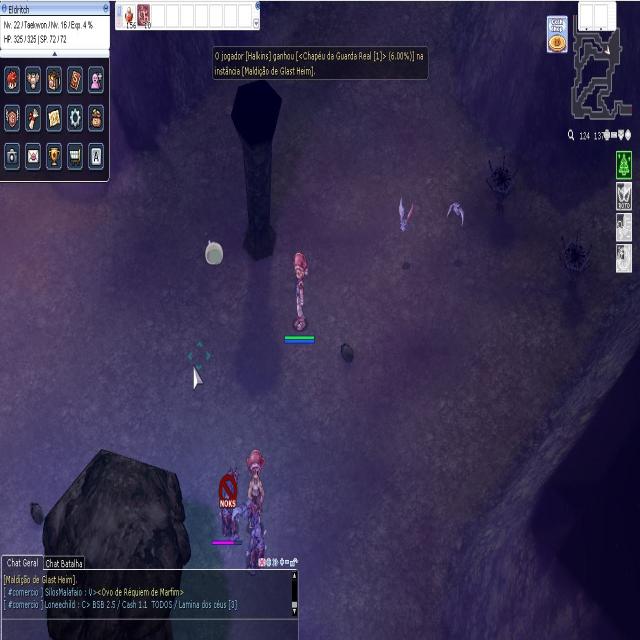 Eldritch
Nv. 22 / Taekwon / Nv. 16 / Exp. 4 %
HP. 325 / 325 | SP. 72 / 72
156
10
O jogador [Halkins] ganhou [<Chapéu da Guarda Real [1]> (6.00%)] na
instância [Maldição de Glast Heim].
124 137
NOKS
Chat Geral Chat Batalha
[Maldição de Glast Heim].
[ #comercio ] SilosMalafaio : V><Ovo de Réquiem de Marfim>
[ #comercio ] Loneechild : C> BSB 2.5 / Cash 1.1 TODOS / Lamina dos céus [3]